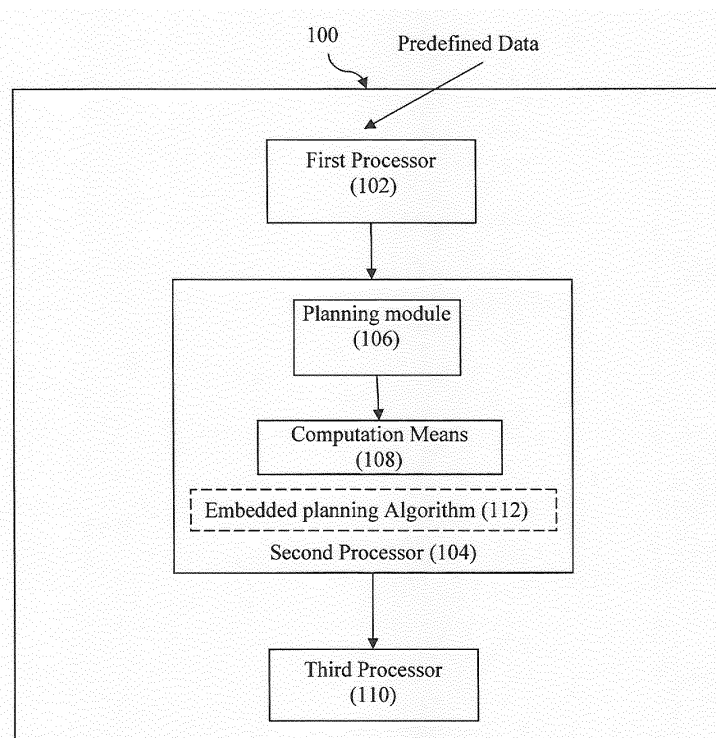 100
Predefined Data
First Processor
(102)
Planning module
(106)
Computation Means
(108)
Embedded planning Algorithm (112)
Second Processor (104)
Third Processor
(110)